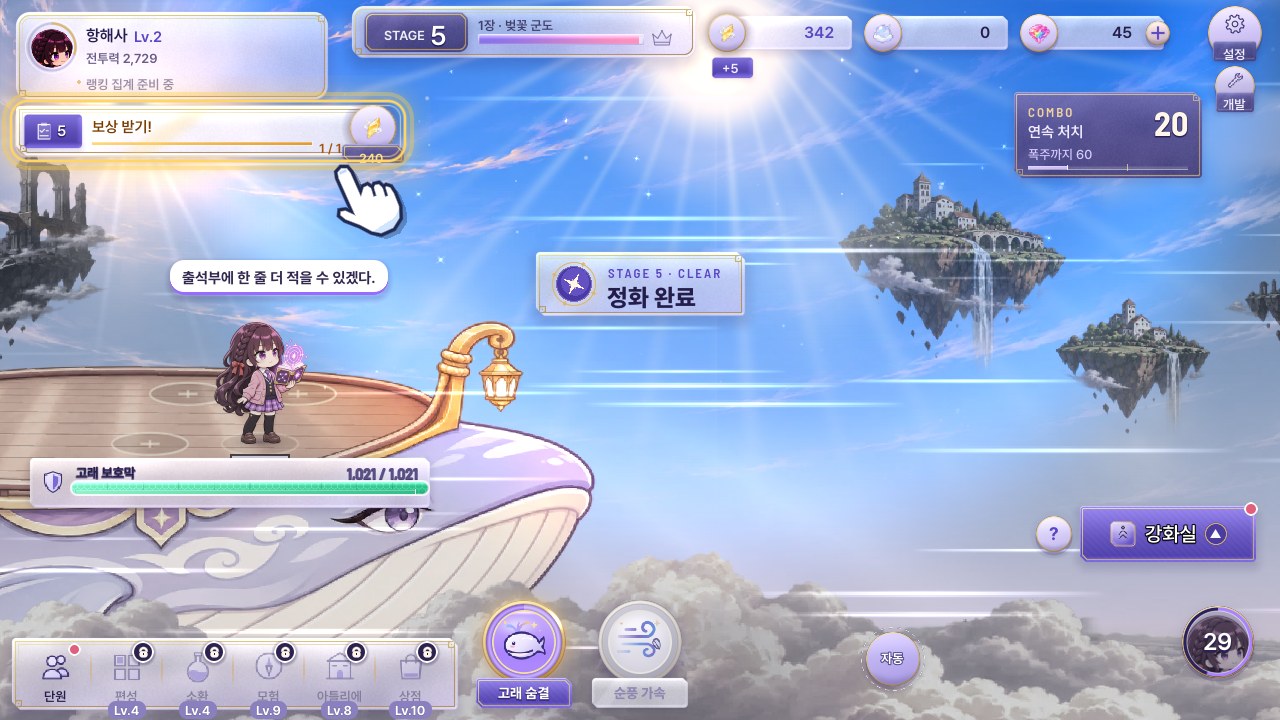 항해사 Lv.2
전투력 2,729
랭킹 집계 준비 중
STAGE 5
1장 · 벚꽃 군도
342
+5
0
45
설정
개발
5
보상 받기!
1 / 1
240
COMBO
연속 처치
20
폭주까지 60
출석부에 한 줄 더 적을 수 있겠다.
STAGE 5 · CLEAR
정화 완료
고래 보호막
1,021 / 1,021
?
강화실
단원
편성
Lv.4
소환
Lv.4
모험
Lv.9
아틀리에
Lv.8
상점
Lv.10
고래 숨결
순풍 가속
자동
29